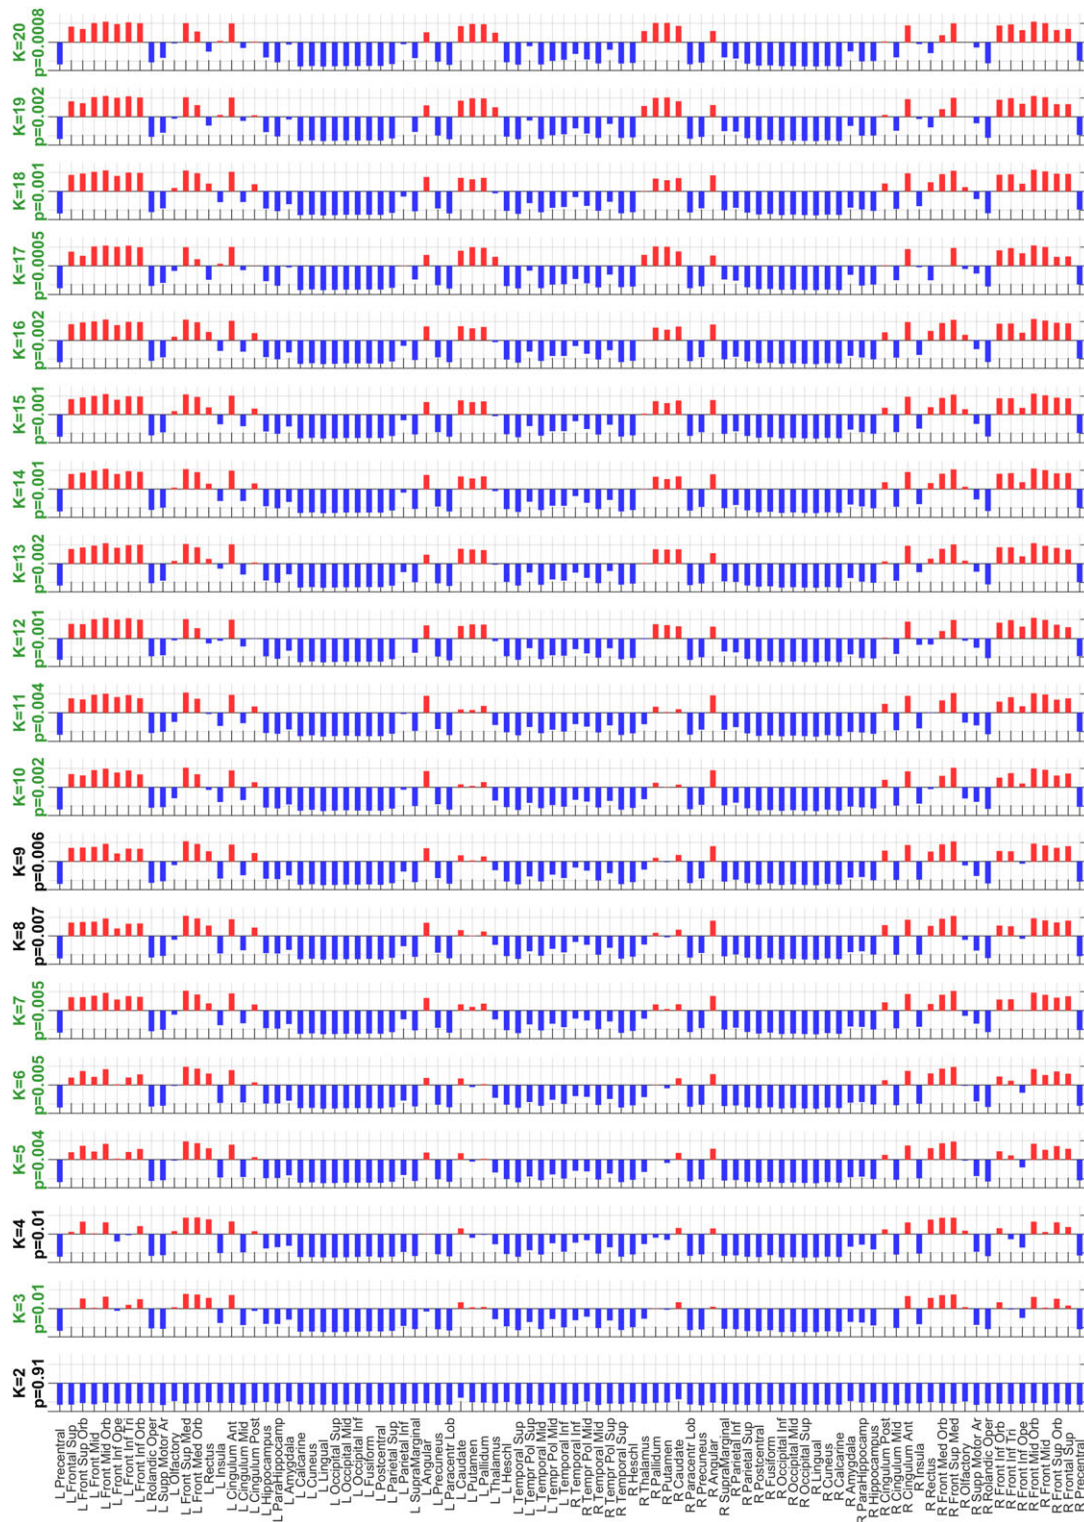 K=20
p=0.0008
K=19
p=0.002
K=18
p=0.001
K=17
p=0.0005
K=16
p=0.002
K=15
p=0.001
K=14
p=0.001
K=13
p=0.002
K=12
p=0.001
K=11
p=0.004
K=10
p=0.002
K=9
p=0.006
K=8
p=0.007
K=7
p=0.005
K=6
p=0.005
K=5
p=0.004
K=4
p=0.01
K=3
p=0.01
K=2
p=0.91
L Precentral
L Frontal Sup
L Front Sup Orb
L Front Mid
L Front Mid Orb
L Front Inf Ope
L Front Inf Tri
L Front Inf Orb
L Rolandic Oper
L Supp Motor Ar
L Olfactory
L Front Sup Med
L Front Med Orb
L Rectus
L Insula
L Cingulum Ant
L Cingulum Mid
L Cingulum Post
L Hippocampus
L ParaHippocamp
L Amygdala
L Calcarine
L Cuneus
L Lingual
L Occipital Sup
L Occipital Mid
L Occipital Inf
L Fusiform
L Postcentral
L Parietal Sup
L Parietal Inf
L SupraMarginal
L Angular
L Precuneus
L Paracentr Lob
L Caudate
L Putamen
L Pallidum
L Thalamus
L Heschl
L Tempral Sup
L Tempr Pol Sup
L Temporal Mid
L Tempr Pol Mid
L Temporal Inf
R Temporal Inf
R Tempr Pol Mid
R Temporal Mid
R Tempr Pol Sup
R Temporal Sup
R Heschl
R Thalamus
R Pallidum
R Putamen
R Caudate
R Paracentr Lob
R Precuneus
R Angular
R SupraMarginal
R Parietal Inf
R Parietal Sup
R Postcentral
R Fusiform
R Occipital Inf
R Occipital Mid
R Occipital Sup
R Lingual
R Cuneus
R Calcarine
R Amygdala
R ParaHippocamp
R Hippocampus
R Cingulum Post
R Cingulum Mid
R Cingulum Ant
R Insula
R Rectus
R Front Med Orb
R Front Sup Med
R Olfactory
R Supp Motor Ar
R Rolandic Oper
R Front Inf Orb
R Front Inf Tri
R Front Inf Ope
R Front Mid Orb
R Front Mid
R Front Sup Orb
R Frontal Sup
R Precentral